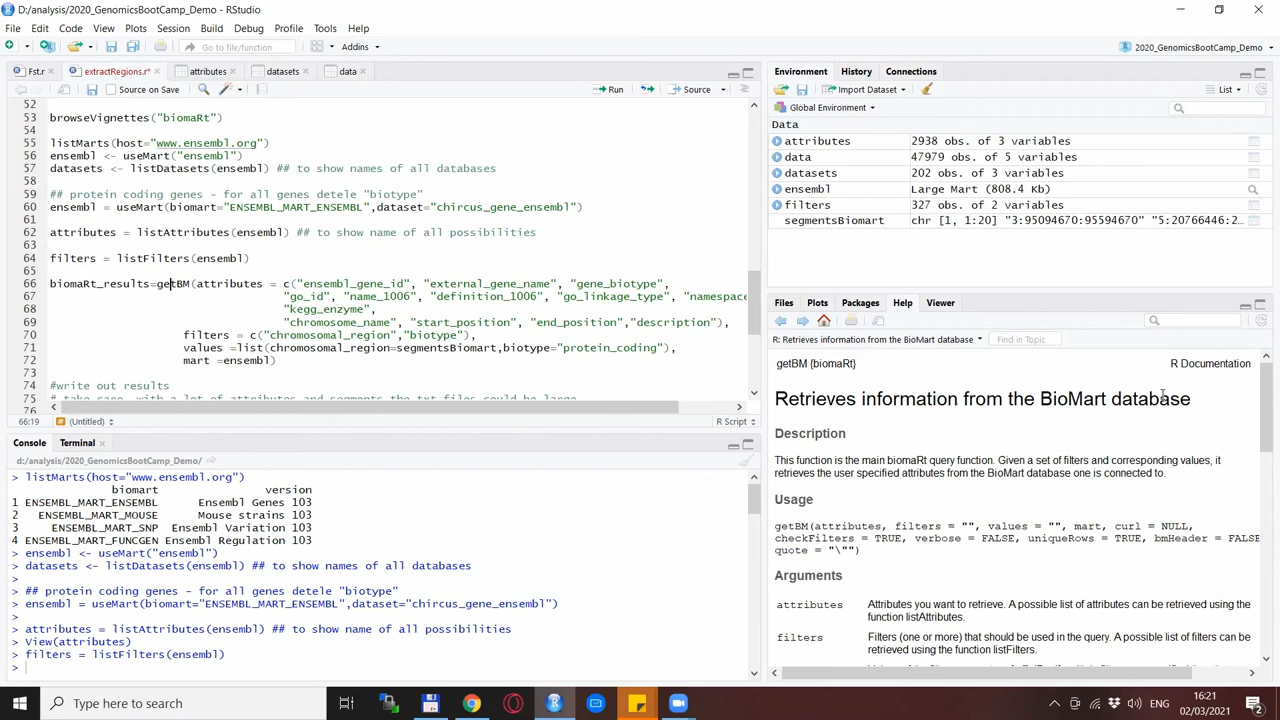 D:/analysis/2020_GenomicsBootCamp_Demo - RStudio
File Edit Code View Plots Session Build Debug Profile Tools Help
Go to file/function Addins 2020_GenomicsBootCamp_Demo
Fst.r extractRegions.r* attributes datasets data
Source on Save Run Source
52
53 browseVignettes("biomaRt")
54
55 listMarts(host="www.ensembl.org")
56 ensembl <- useMart("ensembl")
57 datasets <- listDatasets(ensembl) ## to show names of all databases
58
59 ## protein coding genes - for all genes detele "biotype"
60 ensembl = useMart(biomart="ENSEMBL_MART_ENSEMBL",dataset="chircus_gene_ensembl")
61
62 attributes = listAttributes(ensembl) ## to show name of all possibilities
63
64 filters = listFilters(ensembl)
65
66 biomaRt_results=getBM(attributes = c("ensembl_gene_id", "external_gene_name", "gene_biotype",
67 "go_id", "name_1006", "definition_1006", "go_linkage_type", "namespace
68 "kegg_enzyme",
69 "chromosome_name", "start_position", "end_position","description"),
70 filters = c("chromosomal_region","biotype"),
71 values =list(chromosomal_region=segmentsBiomart,biotype="protein_coding"),
72 mart =ensembl)
73
74 #write out results
75 # take care, with a lot of attributes and segments the txt files could be large
76
66:19 (Untitled) R Script
Console Terminal
d:/analysis/2020_GenomicsBootCamp_Demo/
> listMarts(host="www.ensembl.org")
biomart version
1 ENSEMBL_MART_ENSEMBL Ensembl Genes 103
2 ENSEMBL_MART_MOUSE Mouse strains 103
3 ENSEMBL_MART_SNP Ensembl Variation 103
4 ENSEMBL_MART_FUNCGEN Ensembl Regulation 103
> ensembl <- useMart("ensembl")
> datasets <- listDatasets(ensembl) ## to show names of all databases
>
> ## protein coding genes - for all genes detele "biotype"
> ensembl = useMart(biomart="ENSEMBL_MART_ENSEMBL",dataset="chircus_gene_ensembl")
>
> attributes = listAttributes(ensembl) ## to show name of all possibilities
> View(attributes)
> filters = listFilters(ensembl)
>
Environment History Connections
Import Dataset List
Global Environment
Data
attributes 2938 obs. of 3 variables
data 47979 obs. of 5 variables
datasets 202 obs. of 3 variables
ensembl Large Mart (808.4 Kb)
filters 327 obs. of 2 variables
segmentsBiomart chr [1, 1:20] "3:95094670:95594670" "5:20766446:2…
Files Plots Packages Help Viewer
R: Retrieves information from the BioMart database Find in Topic
getBM {biomaRt} R Documentation
Retrieves information from the BioMart database
Description
This function is the main biomaRt query function. Given a set of filters and corresponding values, it
retrieves the user specified attributes from the BioMart database one is connected to.
Usage
getBM(attributes, filters = "", values = "", mart, curl = NULL,
checkFilters = TRUE, verbose = FALSE, uniqueRows = TRUE, bmHeader = FALSE
quote = "\"")
Arguments
attributes Attributes you want to retrieve. A possible list of attributes can be retrieved using the
function listAttributes.
filters Filters (one or more) that should be used in the query. A possible list of filters can be
retrieved using the function listFilters.
Type here to search
ENG
16:21
02/03/2021
2